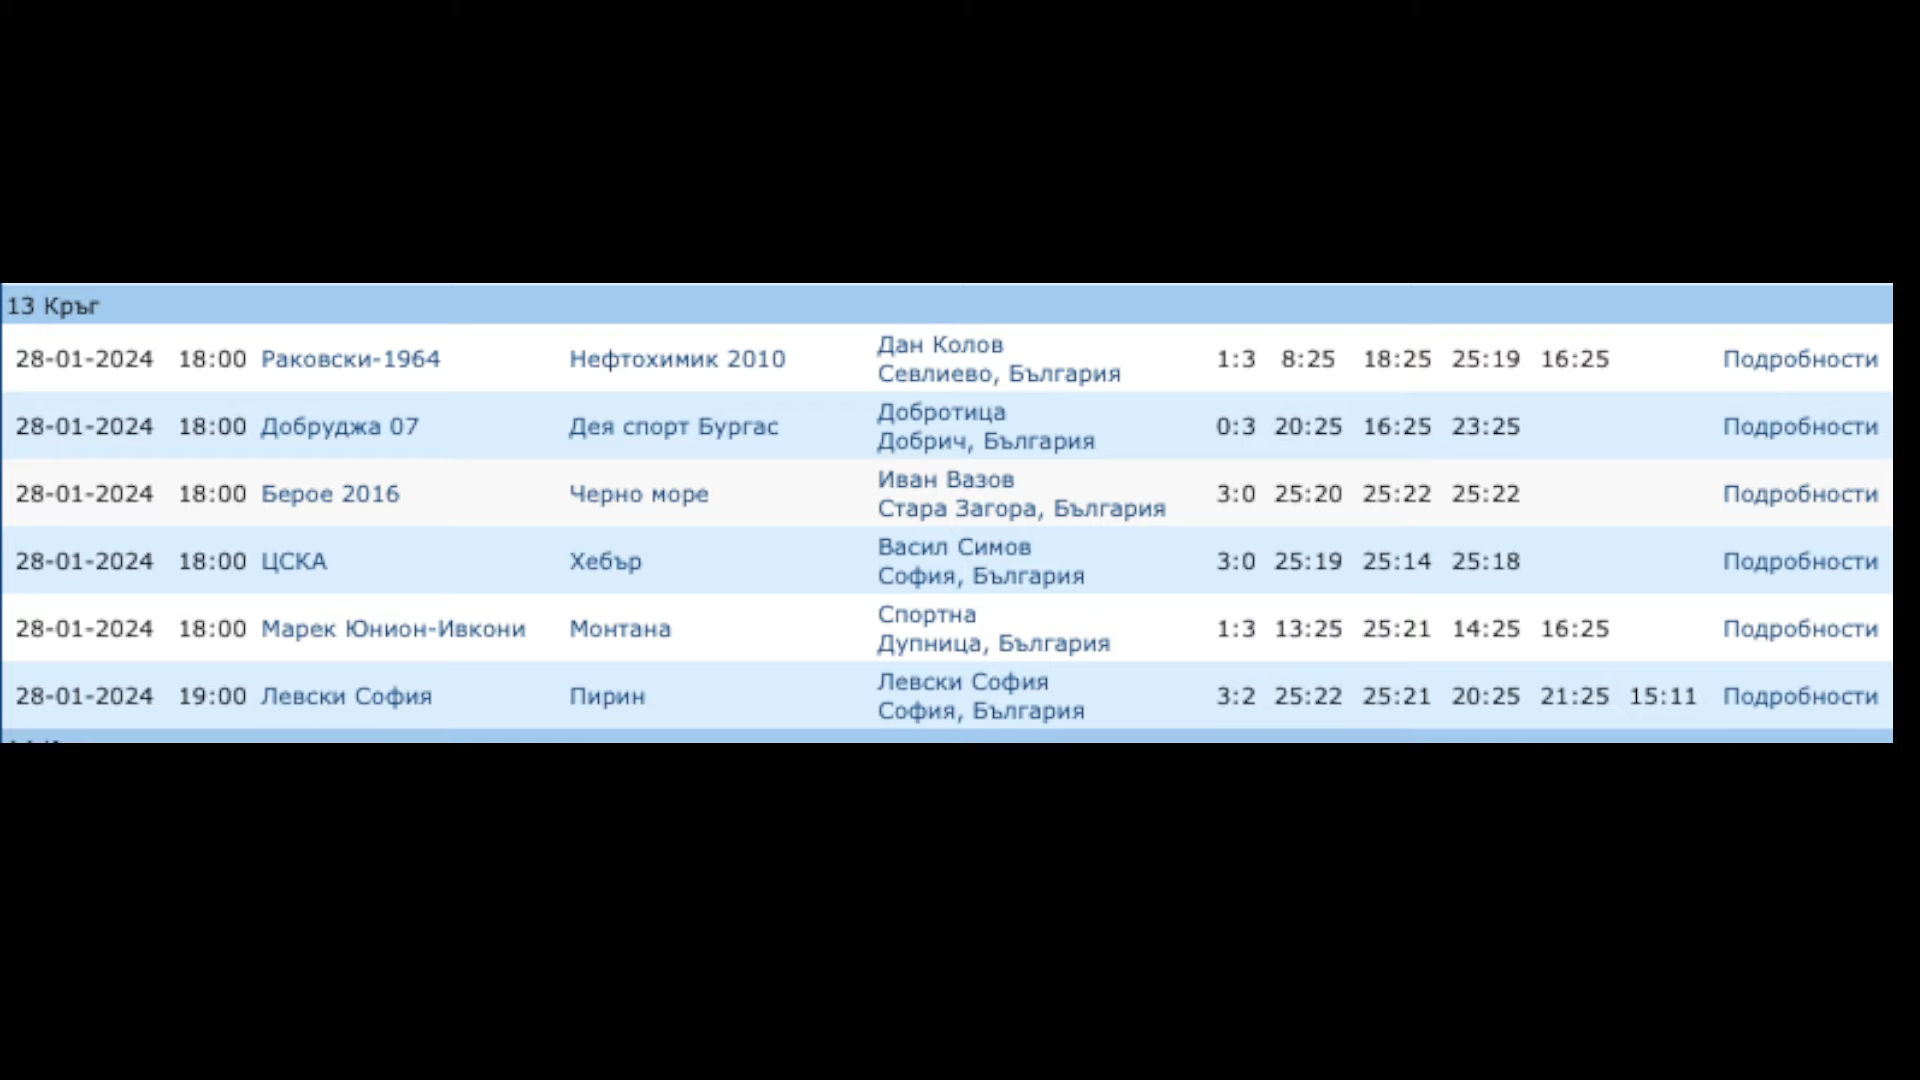 13 Кръг
28-01-2024 18:00 Раковски-1964 Нефтохимик 2010 Дан Колов Севлиево, България 1:3 8:25 18:25 25:19 16:25 Подробности
28-01-2024 18:00 Добруджа 07 Дея спорт Бургас Добротица Добрич, България 0:3 20:25 16:25 23:25 Подробности
28-01-2024 18:00 Берое 2016 Черно море Иван Вазов Стара Загора, България 3:0 25:20 25:22 25:22 Подробности
28-01-2024 18:00 ЦСКА Хебър Васил Симов София, България 3:0 25:19 25:14 25:18 Подробности
28-01-2024 18:00 Марек Юнион-Ивкони Монтана Спортна Дупница, България 1:3 13:25 25:21 14:25 16:25 Подробности
28-01-2024 19:00 Левски София Пирин Левски София София, България 3:2 25:22 25:21 20:25 21:25 15:11 Подробности